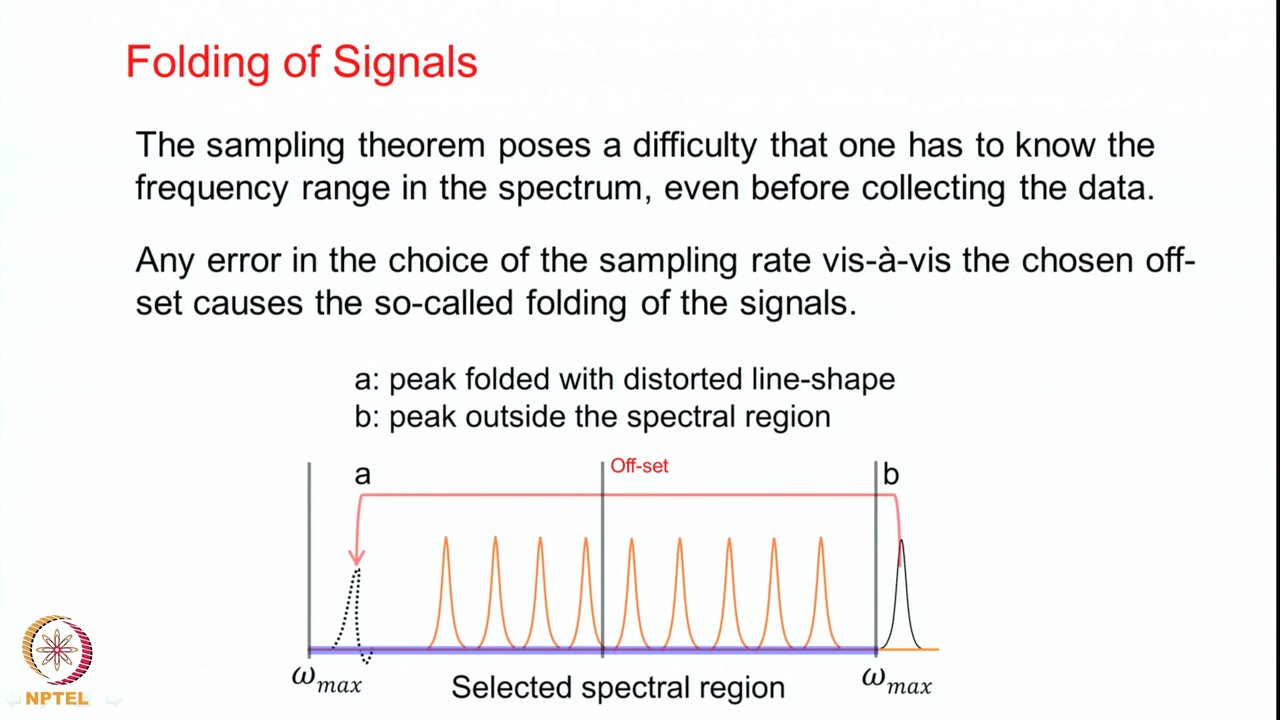 Folding of Signals
The sampling theorem poses a difficulty that one has to know the
frequency range in the spectrum, even before collecting the data.
Any error in the choice of the sampling rate vis-à-vis the chosen off-
set causes the so-called folding of the signals.
a: peak folded with distorted line-shape
b: peak outside the spectral region
a
Off-set
b
ωmax
Selected spectral region
ωmax
NPTEL